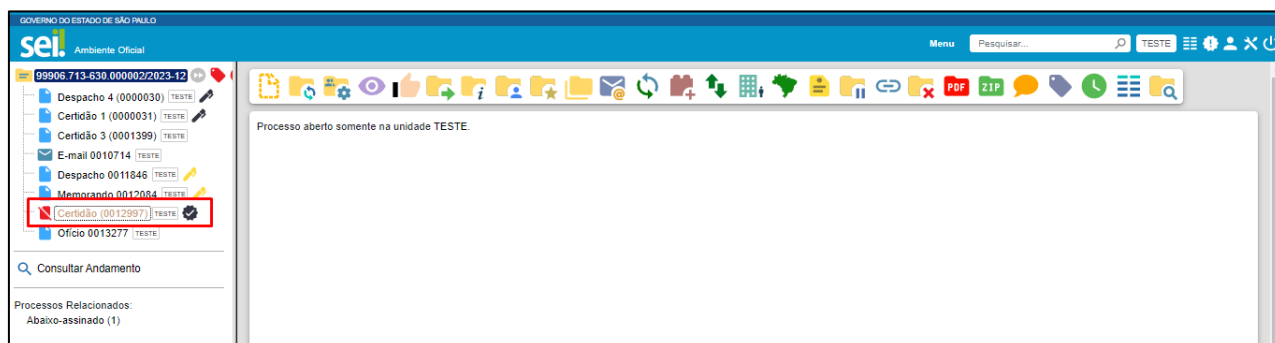 GOVERNO DO ESTADO DE SÃO PAULO
sei!
Ambiente Oficial
Menu
Pesquisar...
TESTE
99906.713-630.000002/2023-12
Despacho 4 (0000030) TESTE
Certidão 1 (0000031) TESTE
Certidão 3 (0001399) TESTE
E-mail 0010714 TESTE
Despacho 0011846 TESTE
Memorando 0012084 TESTE
Certidão (0012997) TESTE
Ofício 0013277 TESTE
Consultar Andamento
Processos Relacionados:
Abaixo-assinado (1)
PDF
ZIP
Processo aberto somente na unidade TESTE.